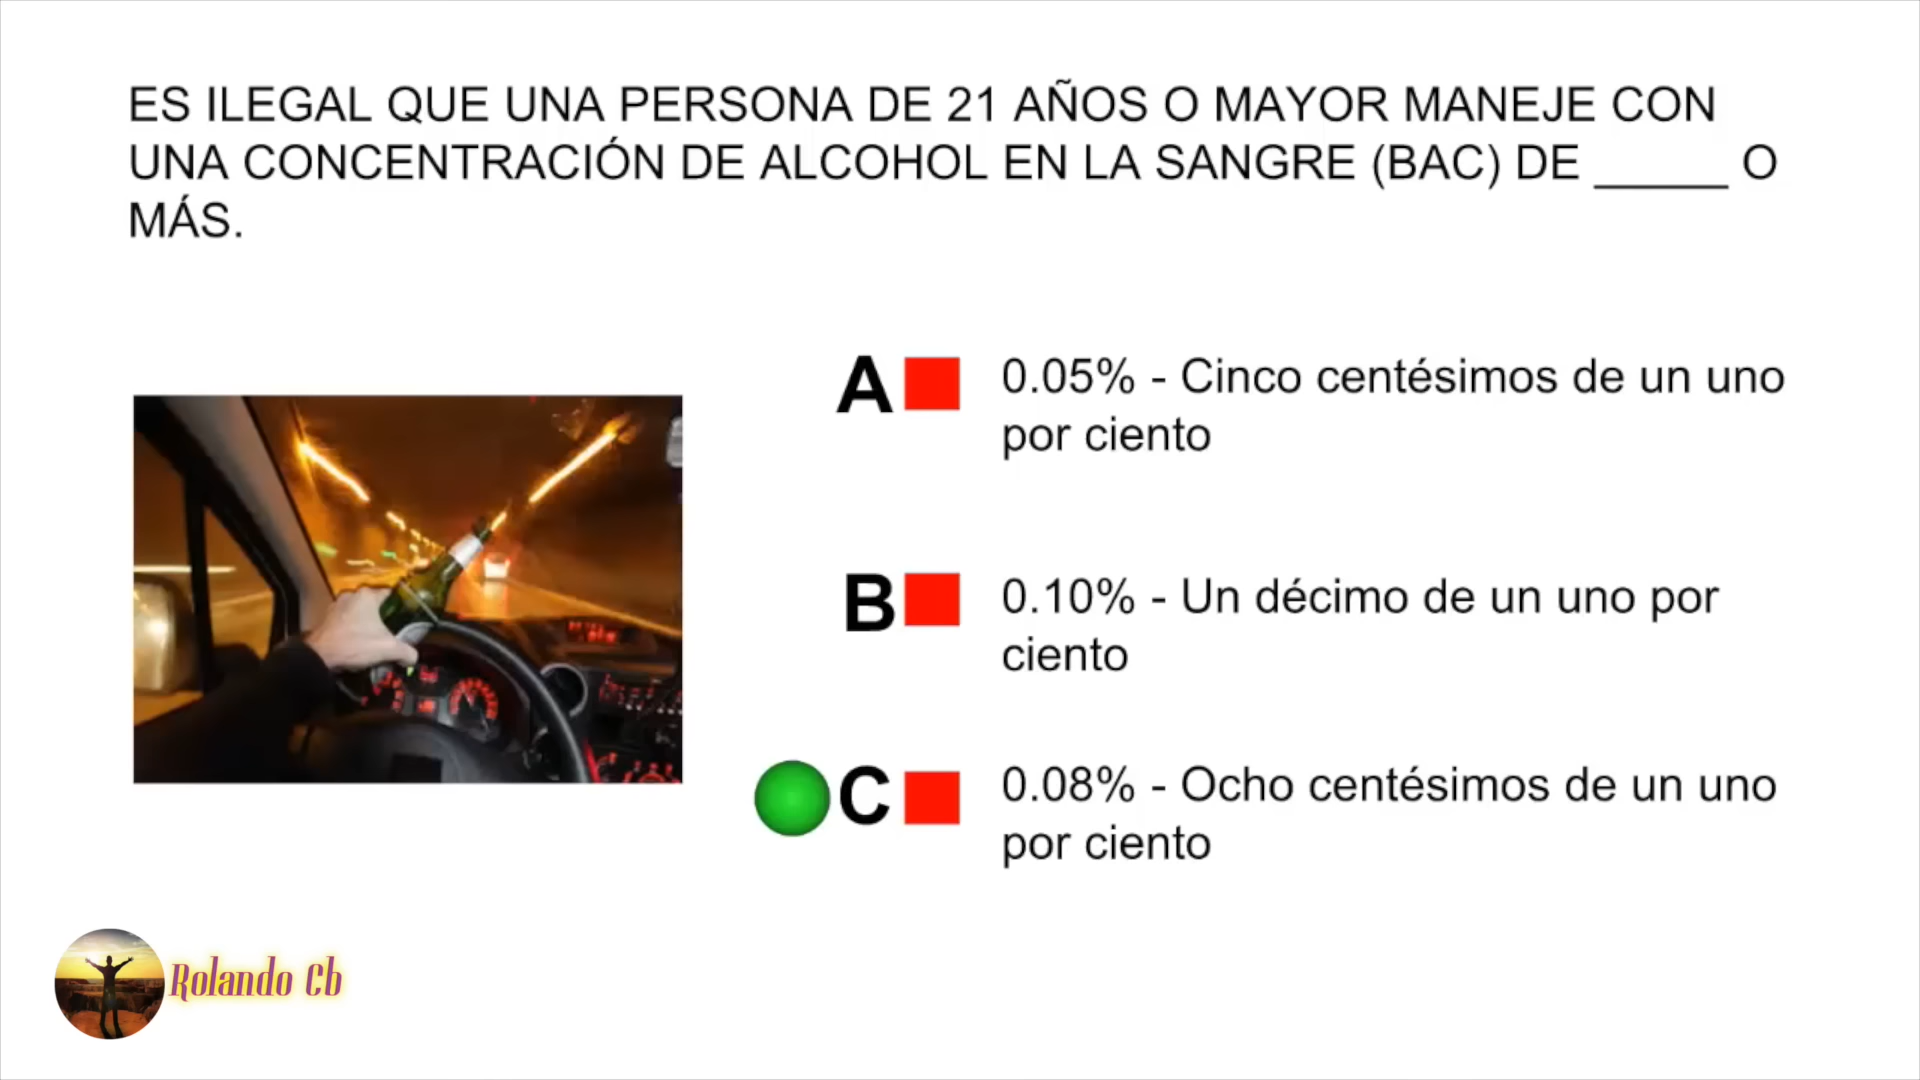 ES ILEGAL QUE UNA PERSONA DE 21 AÑOS O MAYOR MANEJE CON
UNA CONCENTRACIÓN DE ALCOHOL EN LA SANGRE (BAC) DE _____ O
MÁS.
A 0.05% - Cinco centésimos de un uno
por ciento
B 0.10% - Un décimo de un uno por
ciento
C 0.08% - Ocho centésimos de un uno
por ciento
Rolando Cb